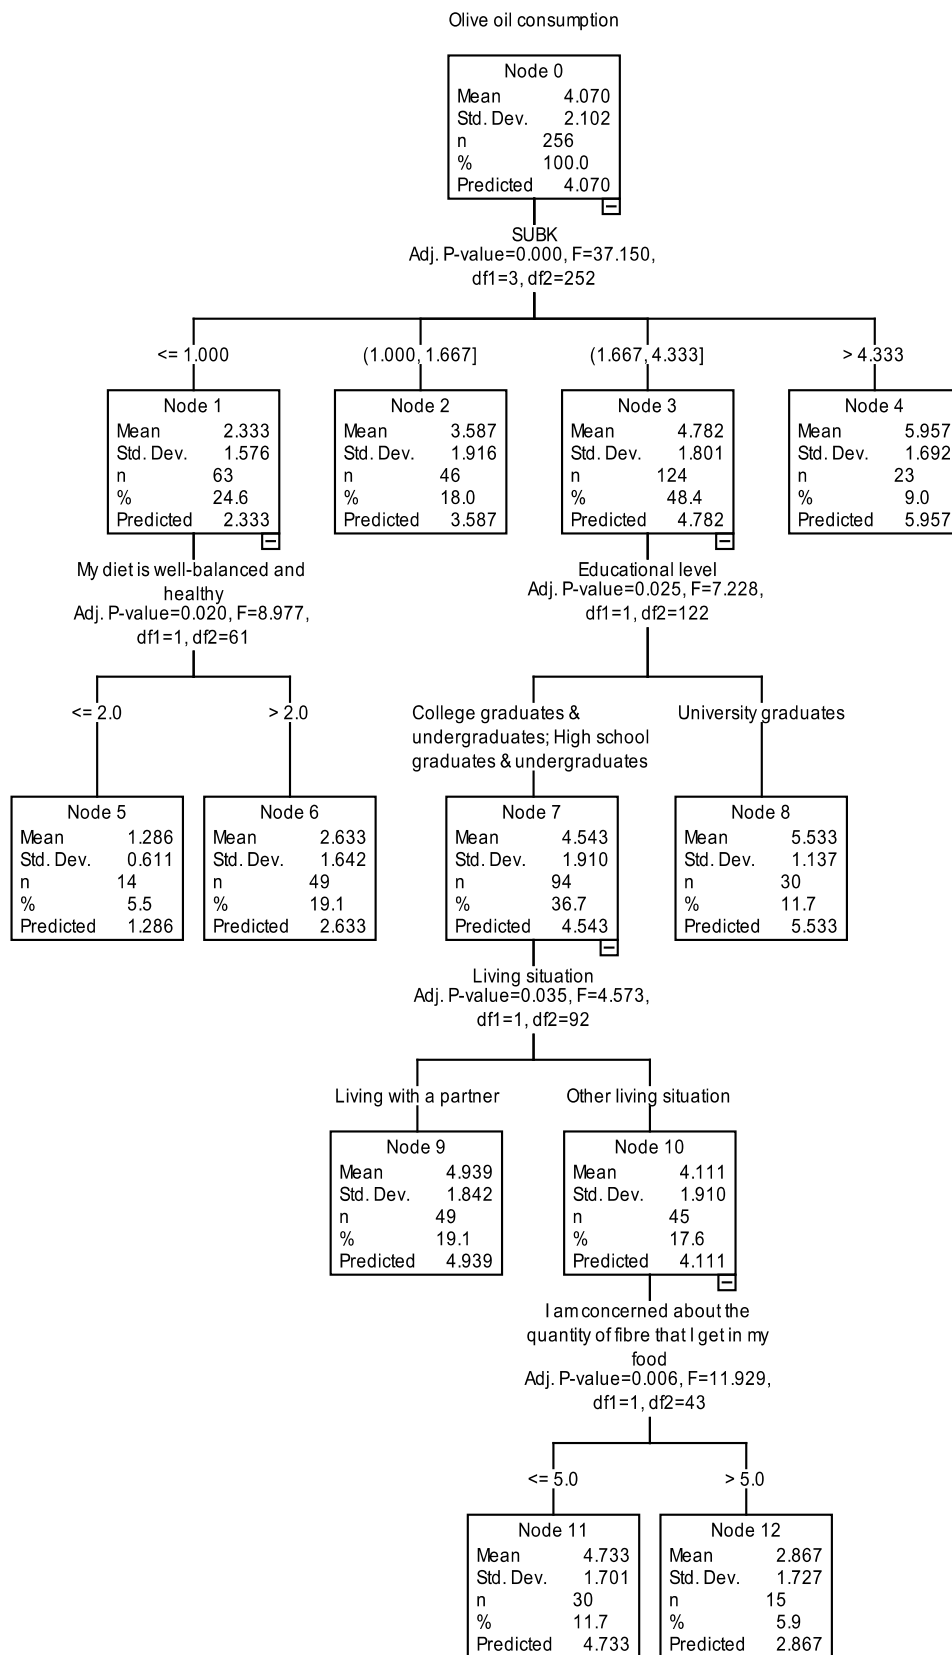 Olive oil consumption
Node 0
Mean 4.070
Std. Dev. 2.102
n 256
% 100.0
Predicted 4.070
SUBK
Adj. P-value=0.000, F=37.150,
df1=3, df2=252
<= 1.000
(1.000, 1.667]
(1.667, 4.333]
> 4.333
Node 1
Mean 2.333
Std. Dev. 1.576
n 63
% 24.6
Predicted 2.333
Node 2
Mean 3.587
Std. Dev. 1.916
n 46
% 18.0
Predicted 3.587
Node 3
Mean 4.782
Std. Dev. 1.801
n 124
% 48.4
Predicted 4.782
Node 4
Mean 5.957
Std. Dev. 1.692
n 23
% 9.0
Predicted 5.957
My diet is well-balanced and
healthy
Adj. P-value=0.020, F=8.977,
df1=1, df2=61
Educational level
Adj. P-value=0.025, F=7.228,
df1=1, df2=122
<= 2.0
> 2.0
College graduates &
undergraduates; High school
graduates & undergraduates
University graduates
Node 5
Mean 1.286
Std. Dev. 0.611
n 14
% 5.5
Predicted 1.286
Node 6
Mean 2.633
Std. Dev. 1.642
n 49
% 19.1
Predicted 2.633
Node 7
Mean 4.543
Std. Dev. 1.910
n 94
% 36.7
Predicted 4.543
Node 8
Mean 5.533
Std. Dev. 1.137
n 30
% 11.7
Predicted 5.533
Living situation
Adj. P-value=0.035, F=4.573,
df1=1, df2=92
Living with a partner
Other living situation
Node 9
Mean 4.939
Std. Dev. 1.842
n 49
% 19.1
Predicted 4.939
Node 10
Mean 4.111
Std. Dev. 1.910
n 45
% 17.6
Predicted 4.111
I am concerned about the
quantity of fibre that I get in my
food
Adj. P-value=0.006, F=11.929,
df1=1, df2=43
<= 5.0
> 5.0
Node 11
Mean 4.733
Std. Dev. 1.701
n 30
% 11.7
Predicted 4.733
Node 12
Mean 2.867
Std. Dev. 1.727
n 15
% 5.9
Predicted 2.867